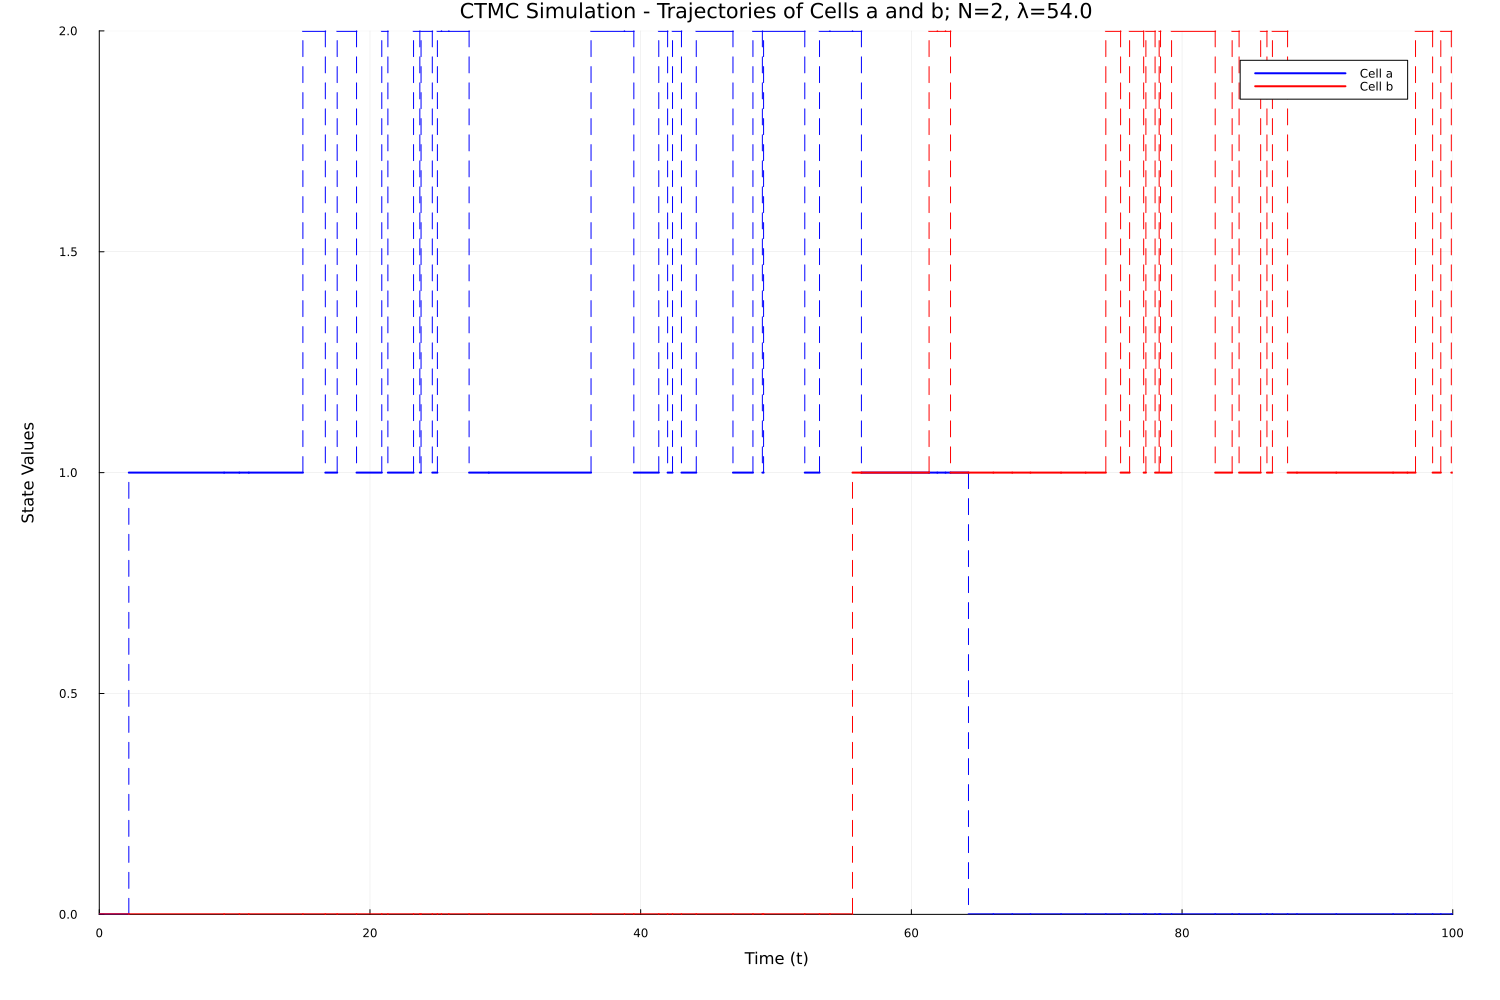 CTMC Simulation - Trajectories of Cells a and b; N=2, λ=54.0
2.0
Cell a
Cell b
1.5
1.0
State Values
0.5
0.0
0 20 40 60 80 100
Time (t)